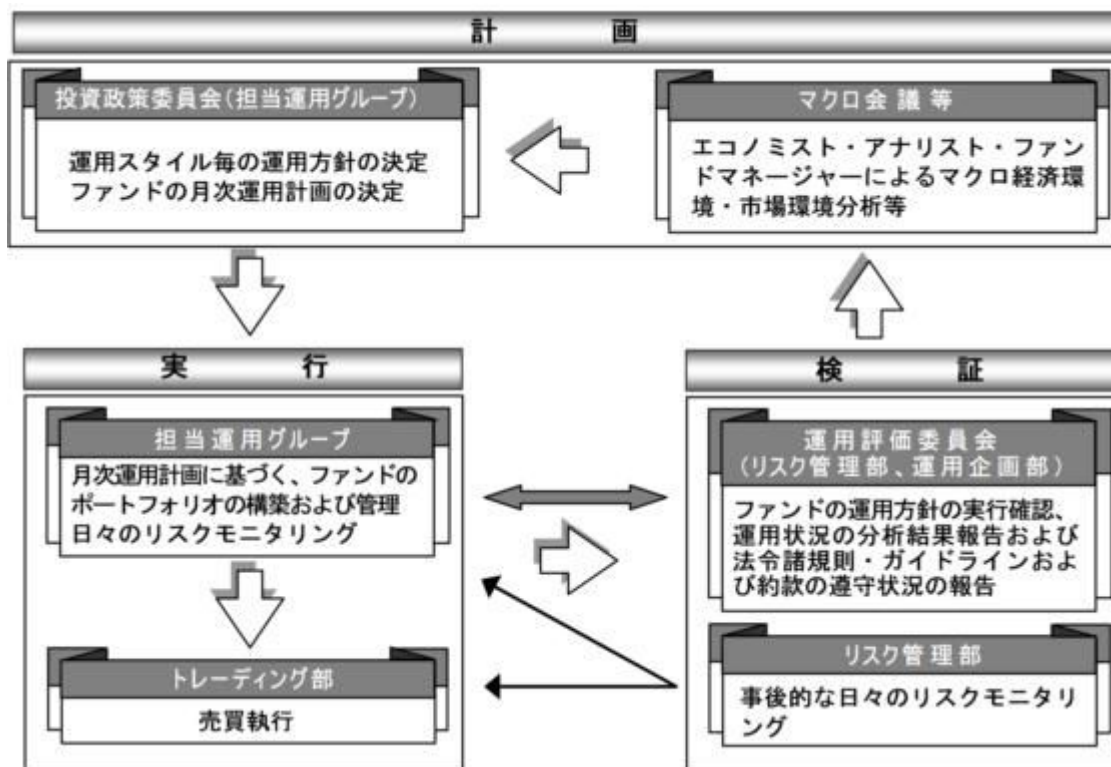 計画
投資政策委員会(担当運用グループ)
運用スタイル毎の運用方針の決定
ファンドの月次運用計画の決定
マクロ会議等
エコノミスト・アナリスト・ファン
ドマネージャーによるマクロ経済環
境・市場環境分析等
実行
担当運用グループ
月次運用計画に基づく、ファンドの
ポートフォリオの構築および管理
日々のリスクモニタリング
トレーディング部
売買執行
検証
運用評価委員会
(リスク管理部、運用企画部)
ファンドの運用方針の実行確認、
運用状況の分析結果報告および
法令諸規則・ガイドラインおよ
び約款の遵守状況の報告
リスク管理部
事後的な日々のリスクモニタリ
ング